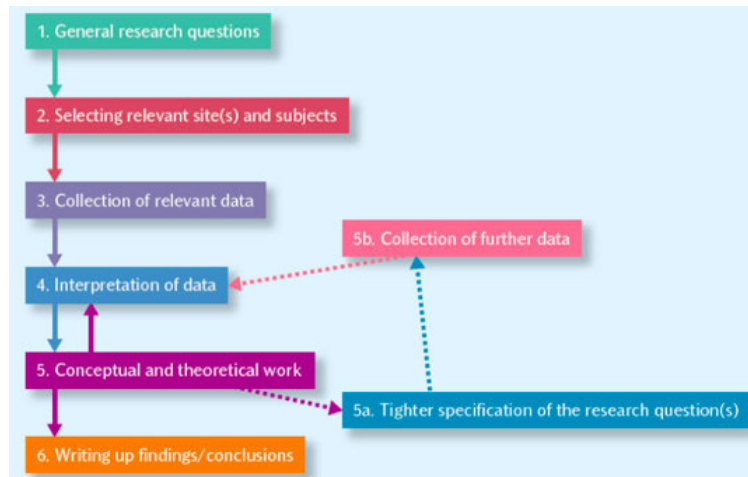 1. General research questions
2. Selecting relevant site(s) and subjects
3. Collection of relevant data
5b. Collection of further data
4. Interpretation of data
5. Conceptual and theoretical work
5a. Tighter specification of the research question(s)
6. Writing up findings/conclusions